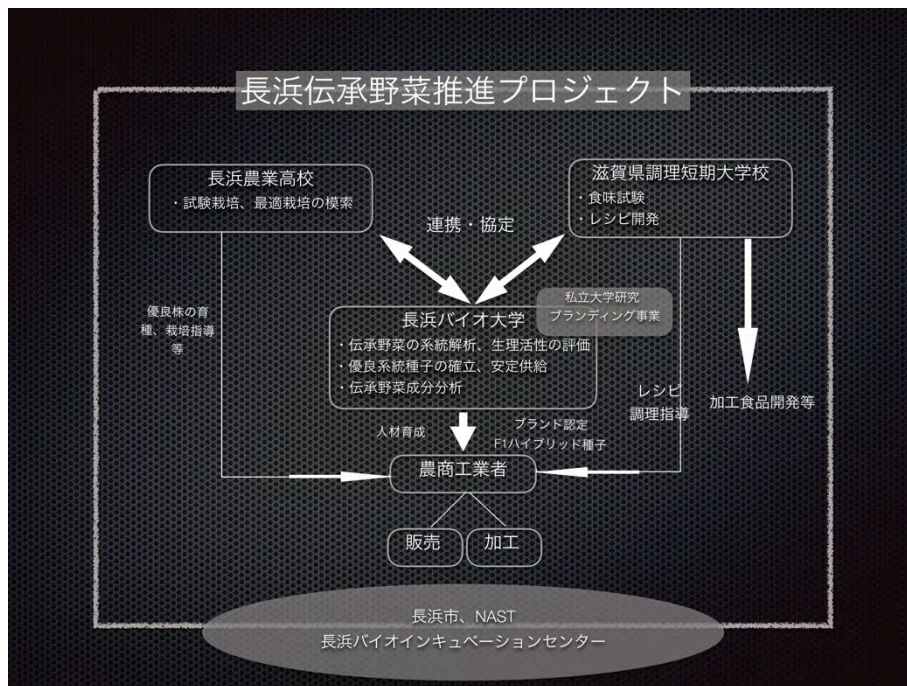 長浜伝承野菜推進プロジェクト
長浜農業高校
・試験栽培、最適栽培の模索
滋賀県調理短期大学校
・食味試験
・レシピ開発
連携・協定
私立大学研究
ブランディング事業
長浜バイオ大学
・伝承野菜の系統解析、生理活性の評価
・優良系統種子の確立、安定供給
・伝承野菜成分分析
優良株の育
種、栽培指導
等
レシピ
調理指導
加工食品開発等
人材育成
ブランド認定
F1ハイブリッド種子
農商工業者
販売
加工
長浜市、NAST
長浜バイオインキュベーションセンター